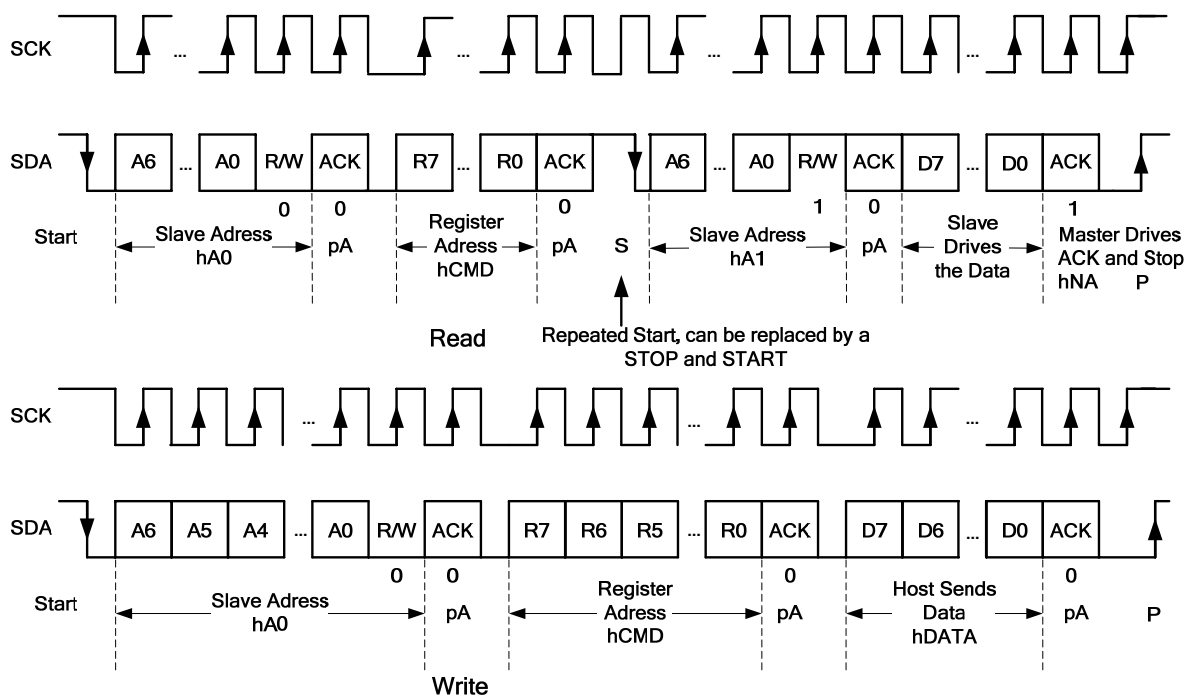 SCK ... ... ... ...
SDA A6 ... A0 R/W ACK R7 ... R0 ACK A6 ... A0 R/W ACK D7 ... D0 ACK
0 0 0 1 0 1
Start Slave Adress hA0 pA Register Adress hCMD pA S Slave Adress hA1 pA Slave Drives the Data Master Drives ACK and Stop hNA P
Read
Repeated Start, can be replaced by a
STOP and START
SCK ... ... ...
SDA A6 A5 A4 ... A0 R/W ACK R7 R6 R5 ... R0 ACK D7 D6 ... D0 ACK
0 0 0 0
Start Slave Adress hA0 pA Register Adress hCMD pA Host Sends Data hDATA pA P
Write